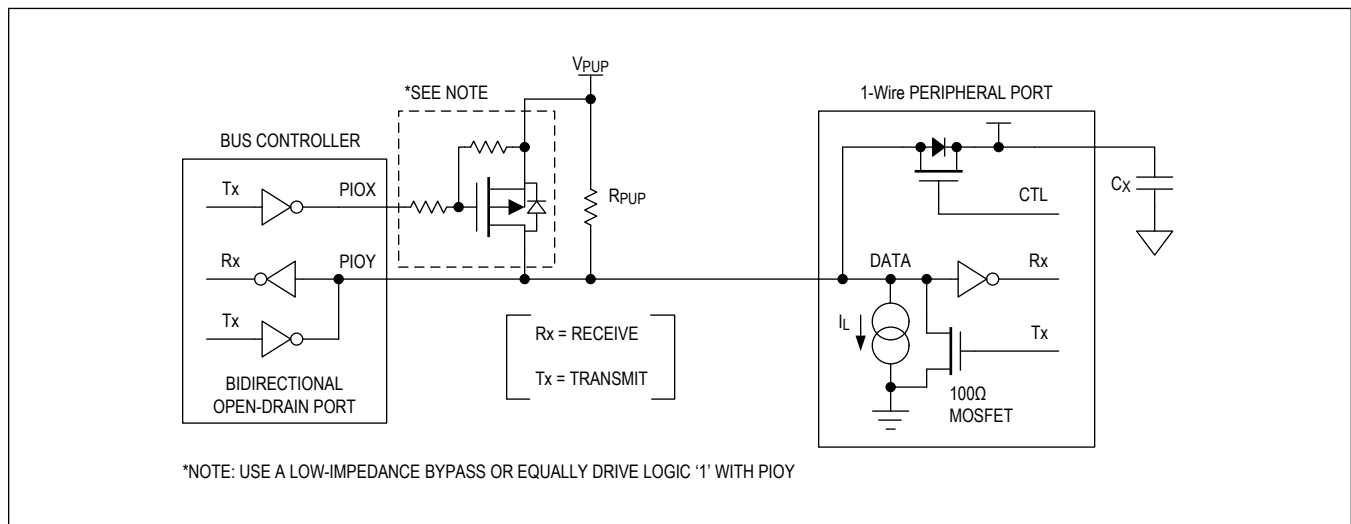 VPUP
*SEE NOTE
1-Wire PERIPHERAL PORT
BUS CONTROLLER
Tx
PIOX
RPUP
CX
CTL
Rx
PIOY
DATA
Rx
Tx
IL
Tx
Rx = RECEIVE
Tx = TRANSMIT
BIDIRECTIONAL
OPEN-DRAIN PORT
100Ω
MOSFET
*NOTE: USE A LOW-IMPEDANCE BYPASS OR EQUALLY DRIVE LOGIC ‘1’ WITH PIOY